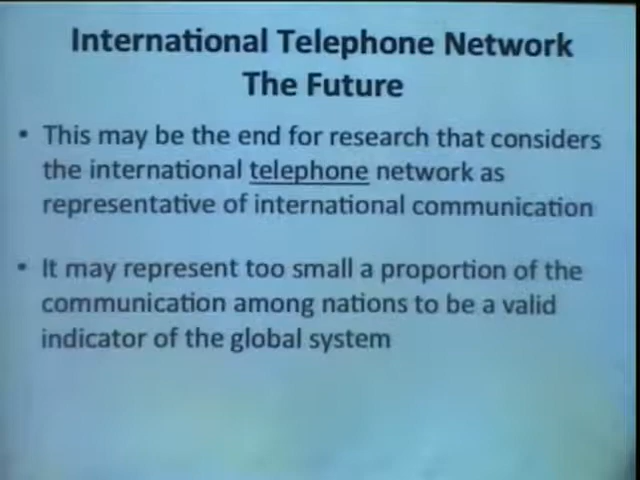 International Telephone Network
The Future
• This may be the end for research that considers
the international telephone network as
representative of international communication
• It may represent too small a proportion of the
communication among nations to be a valid
indicator of the global system